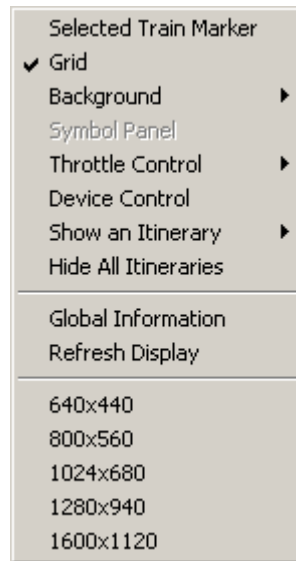 Selected Train Marker
Grid
Background
Symbol Panel
Throttle Control
Device Control
Show an Itinerary
Hide All Itineraries
Global Information
Refresh Display
640x440
800x560
1024x680
1280x940
1600x1120